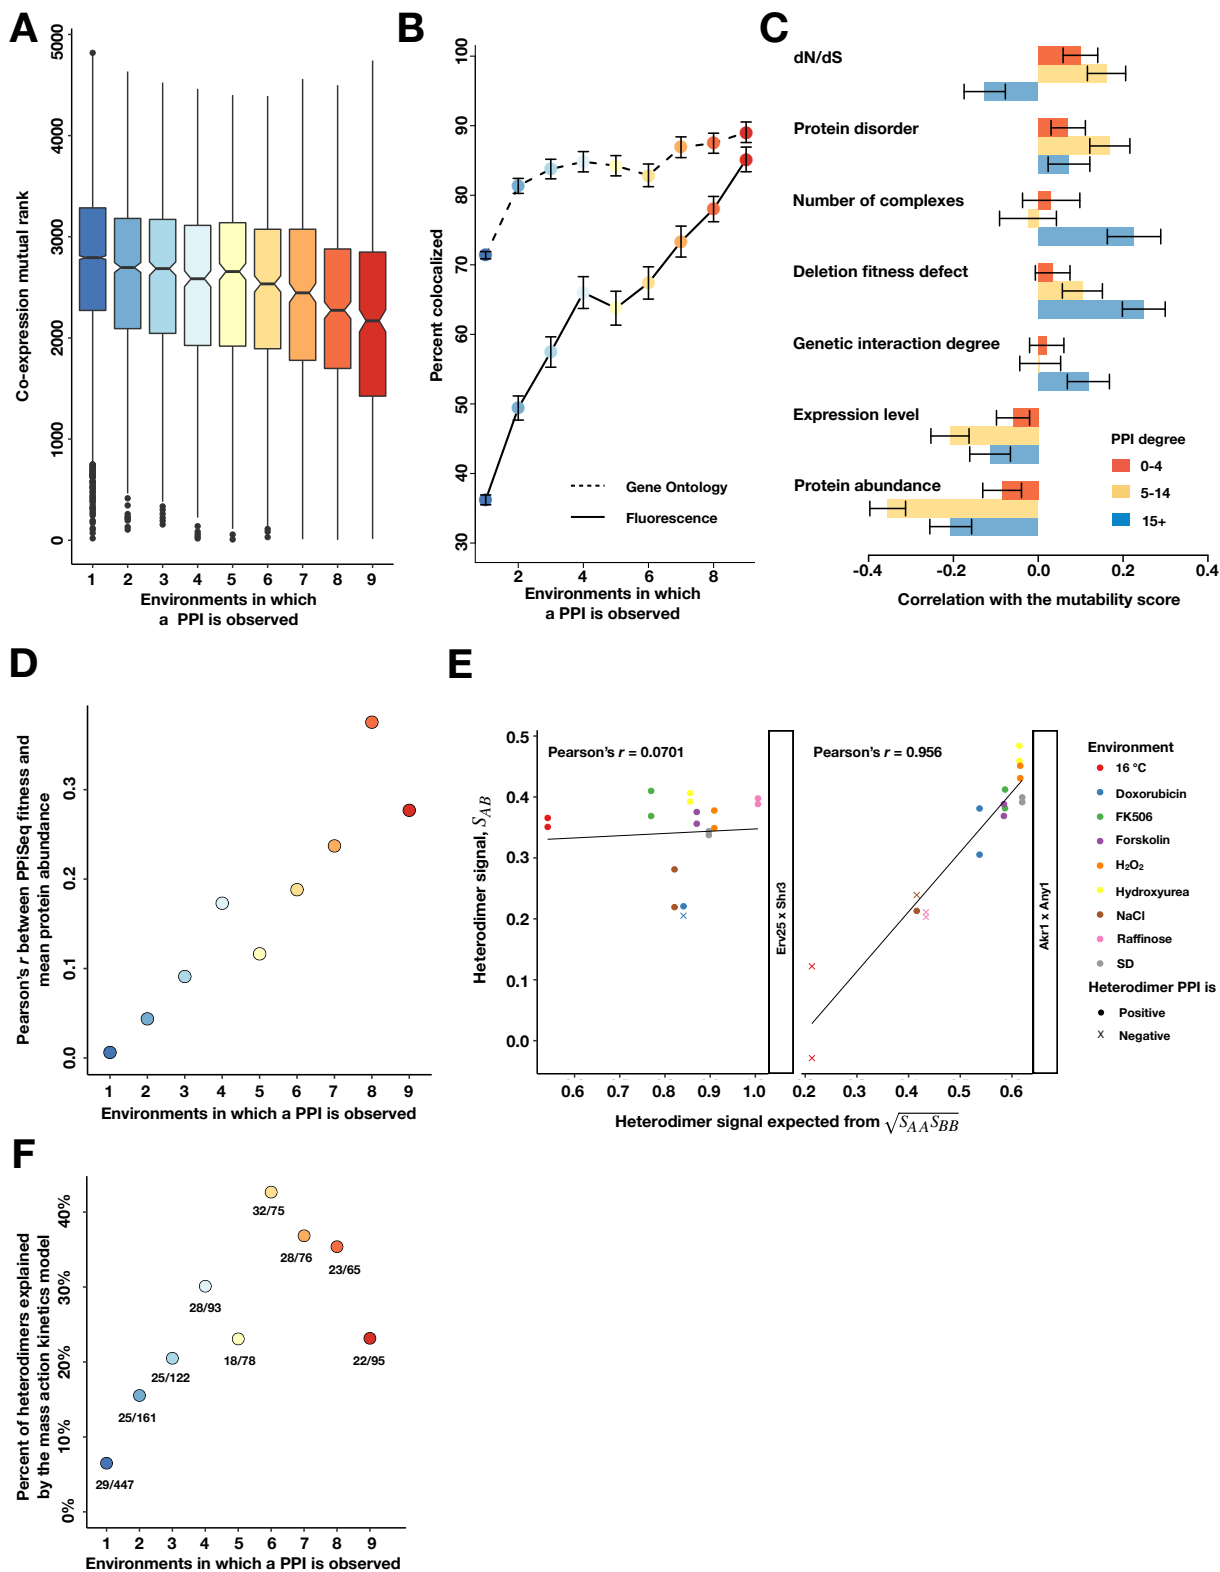 A
Co-expression mutual rank
5000
4000
3000
2000
1000
0
1 2 3 4 5 6 7 8 9
Environments in which
a PPI is observed
B
Percent colocalized
100
90
80
70
60
50
40
30
Gene Ontology
Fluorescence
2 4 6 8
Environments in which
a PPI is observed
C
dN/dS
Protein disorder
Number of complexes
Deletion fitness defect
Genetic interaction degree
Expression level
Protein abundance
PPI degree
0-4
5-14
15+
-0.4 -0.2 0.0 0.2 0.4
Correlation with the mutability score
D
Pearson's r between PPiSeq fitness and
mean protein abundance
0.3
0.2
0.1
0.0
1 2 3 4 5 6 7 8 9
Environments in which a PPI is observed
E
Heterodimer signal, S_AB
0.5
0.4
0.3
0.2
0.1
0.0
Pearson's r = 0.0701
Erv25 x Shr3
0.6 0.7 0.8 0.9 1.0
Pearson's r = 0.956
Akr1 x Any1
0.2 0.3 0.4 0.5 0.6
Heterodimer signal expected from √S_AA S_BB
Environment
16 °C
Doxorubicin
FK506
Forskolin
H₂O₂
Hydroxyurea
NaCl
Raffinose
SD
Heterodimer PPI is
Positive
Negative
F
Percent of heterodimers explained
by the mass action kinetics model
40%
30%
20%
10%
0%
29/447
25/161
25/122
28/93
18/78
32/75
28/76
23/65
22/95
1 2 3 4 5 6 7 8 9
Environments in which a PPI is observed